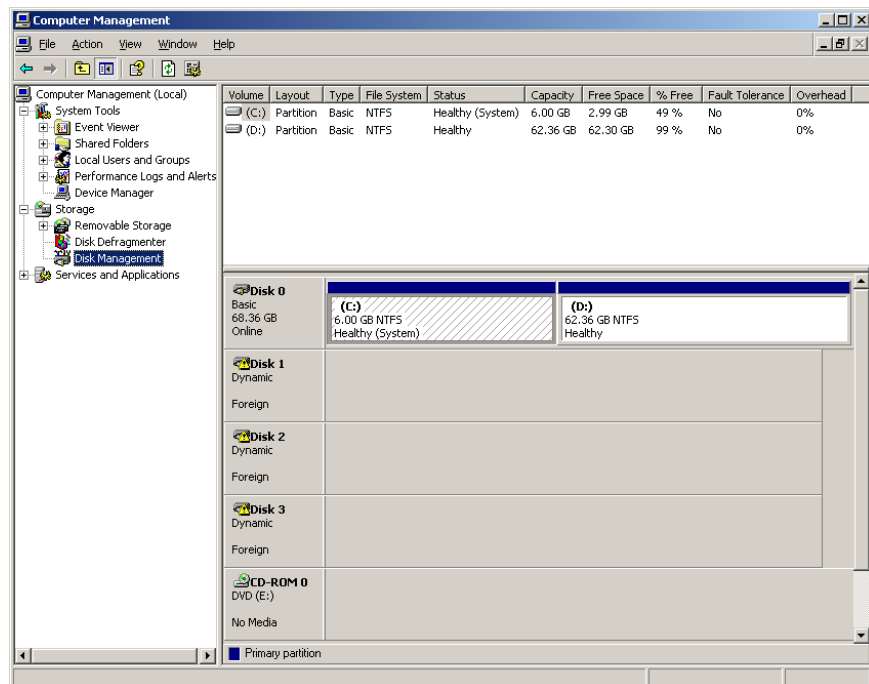 Computer Management
File Action View Window Help
Computer Management (Local)
System Tools
Event Viewer
Shared Folders
Local Users and Groups
Performance Logs and Alerts
Device Manager
Storage
Removable Storage
Disk Defragmenter
Disk Management
Services and Applications
Volume Layout Type File System Status Capacity Free Space % Free Fault Tolerance Overhead
(C:) Partition Basic NTFS Healthy (System) 6.00 GB 2.99 GB 49 % No 0%
(D:) Partition Basic NTFS Healthy 62.36 GB 62.30 GB 99 % No 0%
Disk 0
Basic
68.36 GB
Online
(C:)
6.00 GB NTFS
Healthy (System)
(D:)
62.36 GB NTFS
Healthy
Disk 1
Dynamic
Foreign
Disk 2
Dynamic
Foreign
Disk 3
Dynamic
Foreign
CD-ROM 0
DVD (E:)
No Media
Primary partition